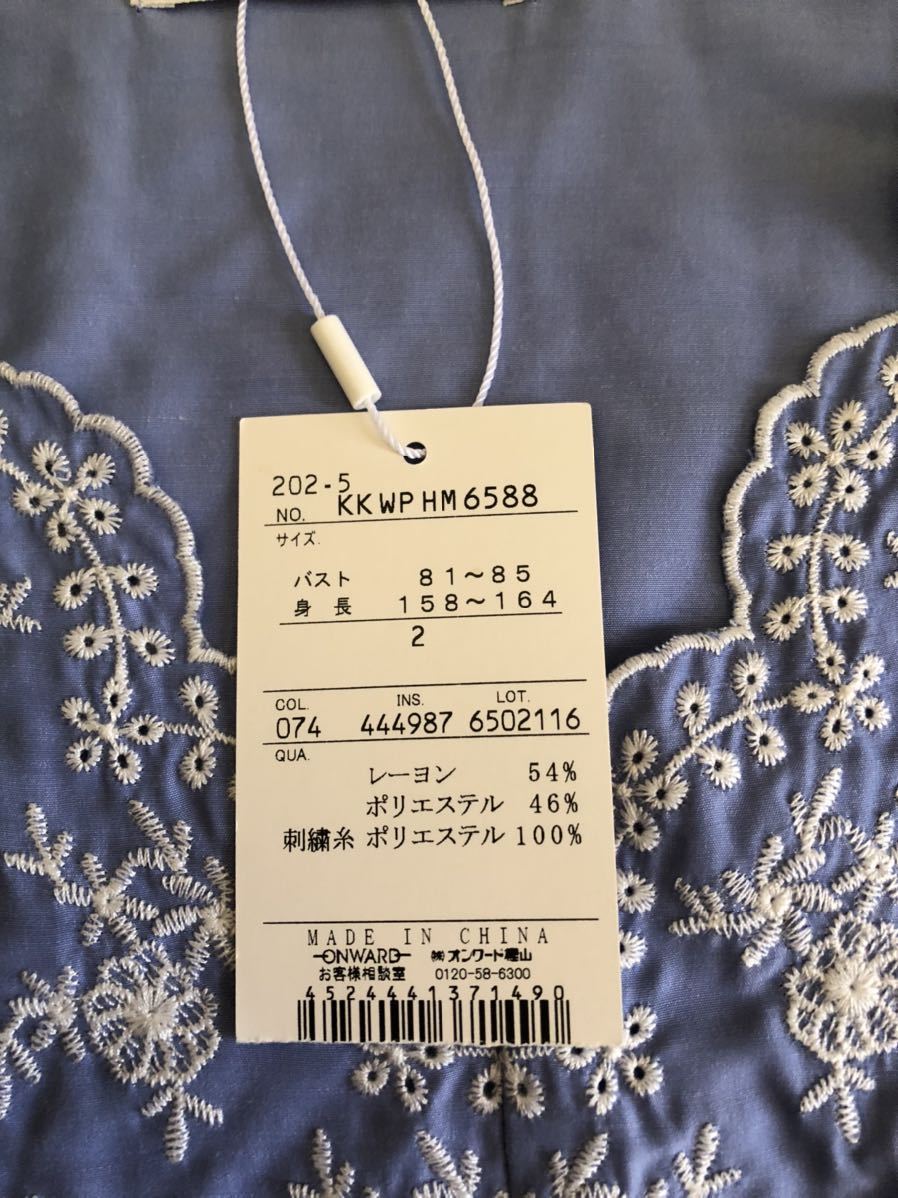 202-5
NO. KKWPHM6588
サイズ.
バスト 81～85
身長 158～164
2
COL. INS. LOT.
074 444987 6502116
QUA.
レーヨン 54%
ポリエステル 46%
刺繍糸 ポリエステル 100%
MADE IN CHINA
ONWARD ㈱オンワード樫山
お客様相談室 0120-58-6300
4524441371490